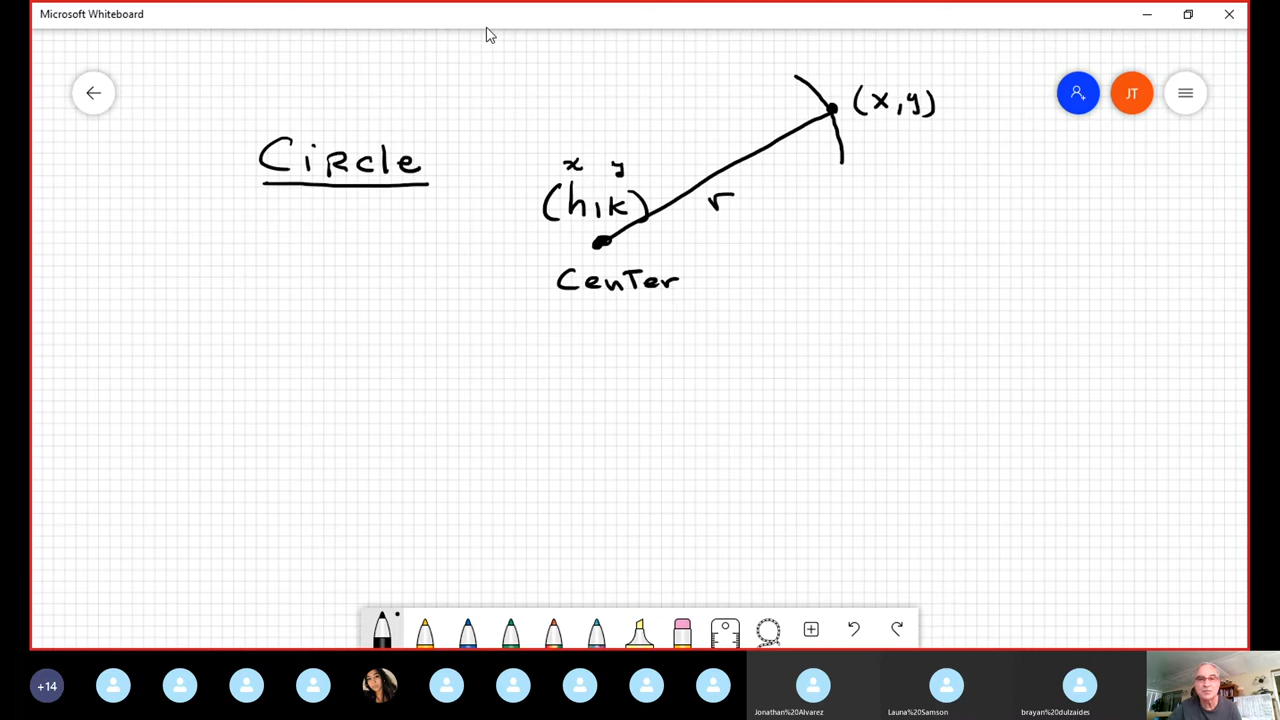 Microsoft Whiteboard
JT
(x,y)
Circle
x y
(h,k)
r
Center
+14
Jonathan%20Alvarez
Launa%20Samson
brayan%20dulzaides